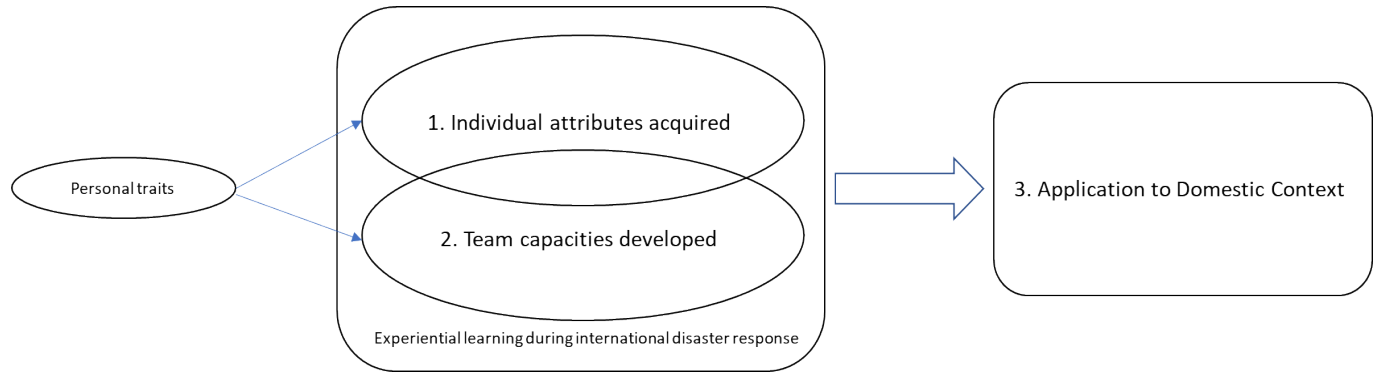 Personal traits
1. Individual attributes acquired
2. Team capacities developed
Experiential learning during international disaster response
3. Application to Domestic Context